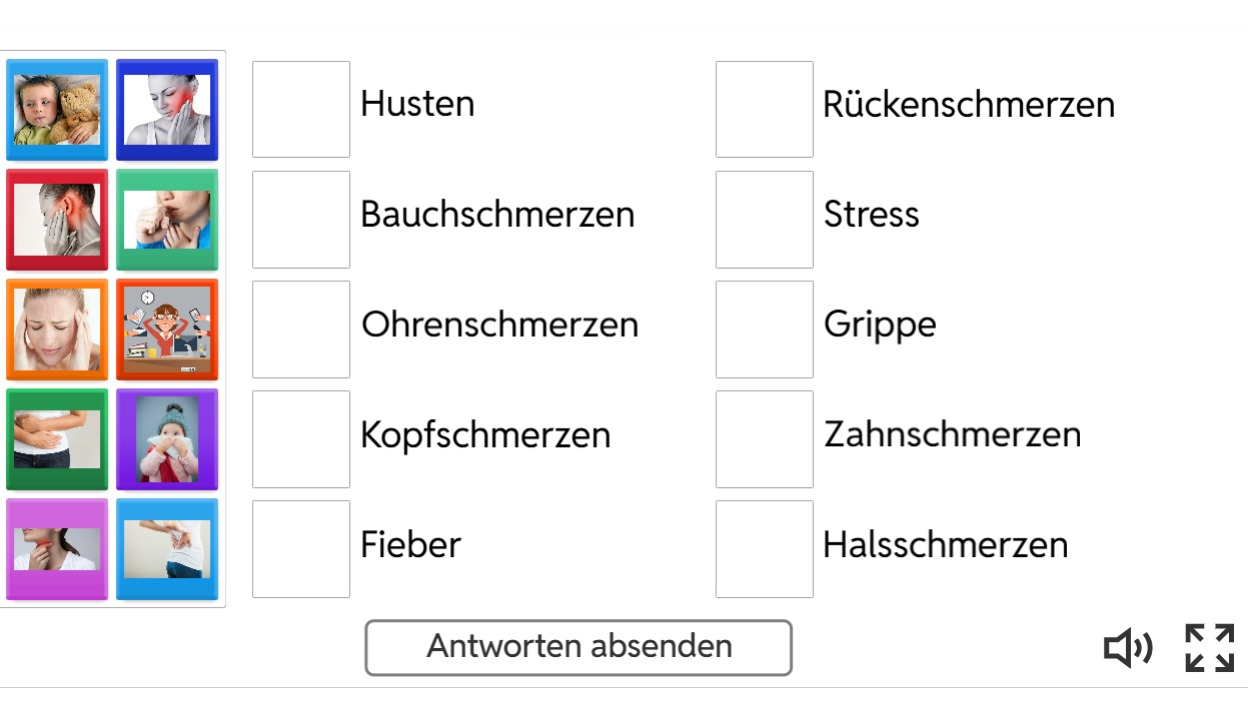 Husten
Bauchschmerzen
Ohrenschmerzen
Kopfschmerzen
Fieber
Rückenschmerzen
Stress
Grippe
Zahnschmerzen
Halsschmerzen
Antworten absenden